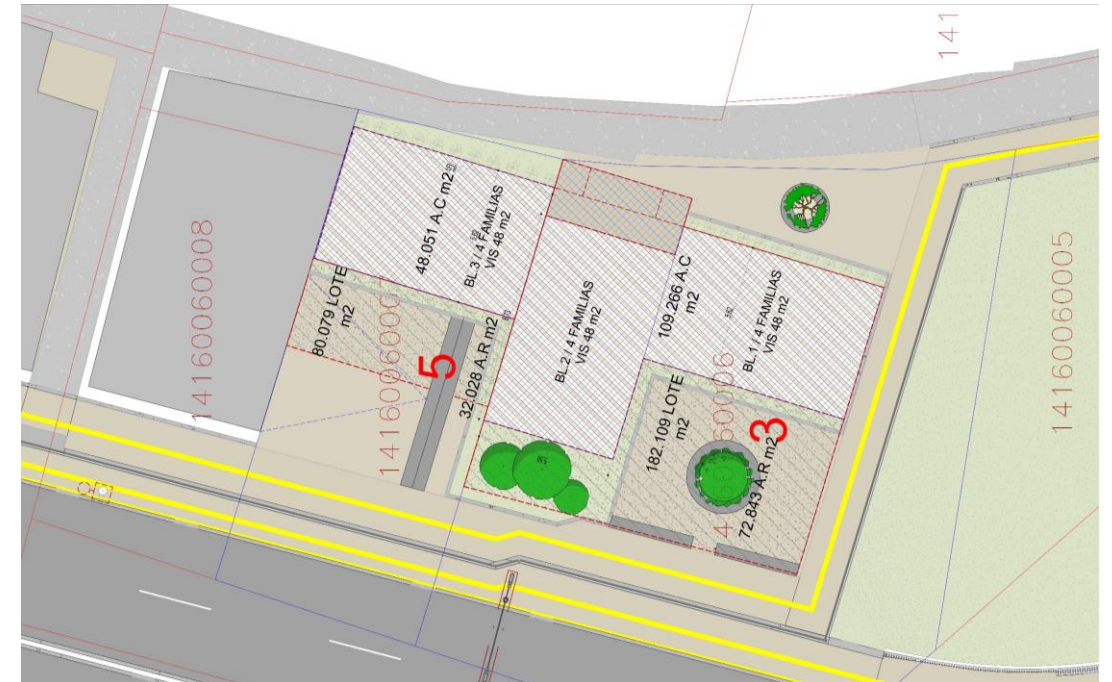 141
14160060008
14160060005
48.051 A.C m2
BL.3 / 4 FAMILIAS
VIS 48 m2
80.079 LOTE
m2
5
32.028 A.R m2
BL.2 / 4 FAMILIAS
VIS 48 m2
109.266 A.C
m2
BL.1 / 4 FAMILIAS
VIS 48 m2
182.109 LOTE
m2
3
72.843 A.R m2